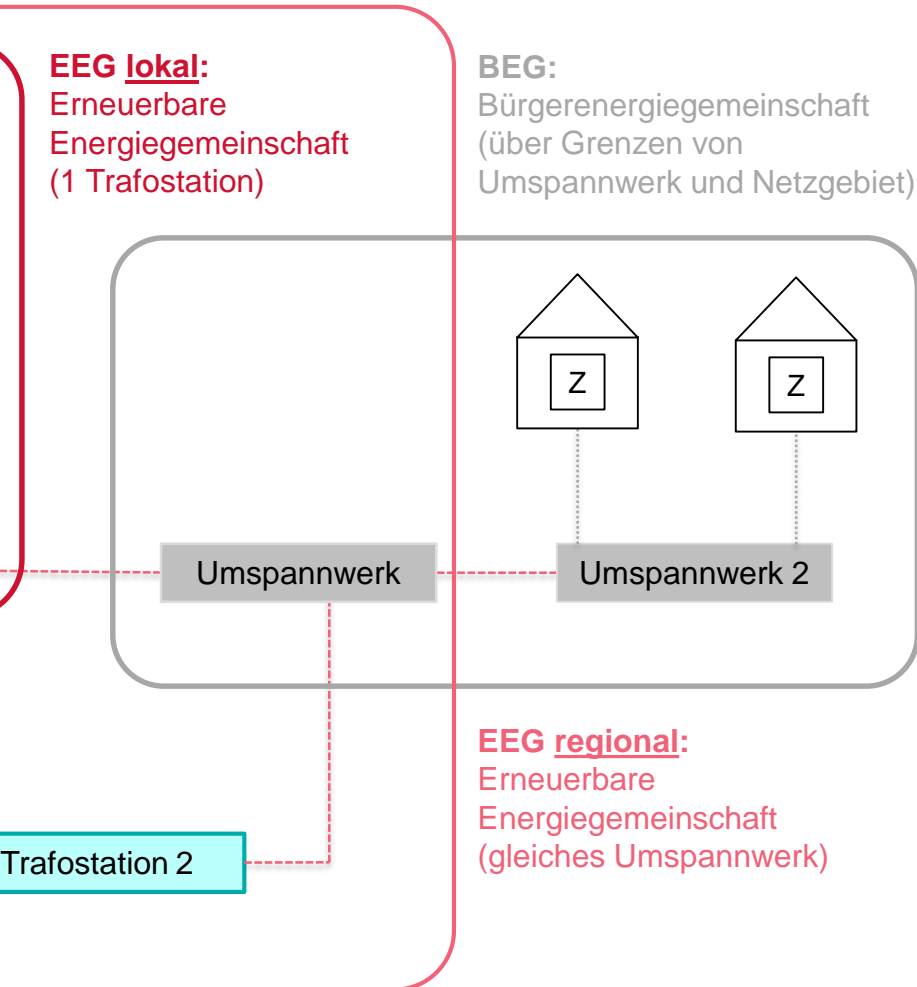 EEG lokal:
Erneuerbare
Energiegemeinschaft
(1 Trafostation)
BEG:
Bürgerenergiegemeinschaft
(über Grenzen von
Umspannwerk und Netzgebiet)
Z
Z
Umspannwerk
Umspannwerk 2
EEG regional:
Erneuerbare
Energiegemeinschaft
(gleiches Umspannwerk)
Trafostation 2